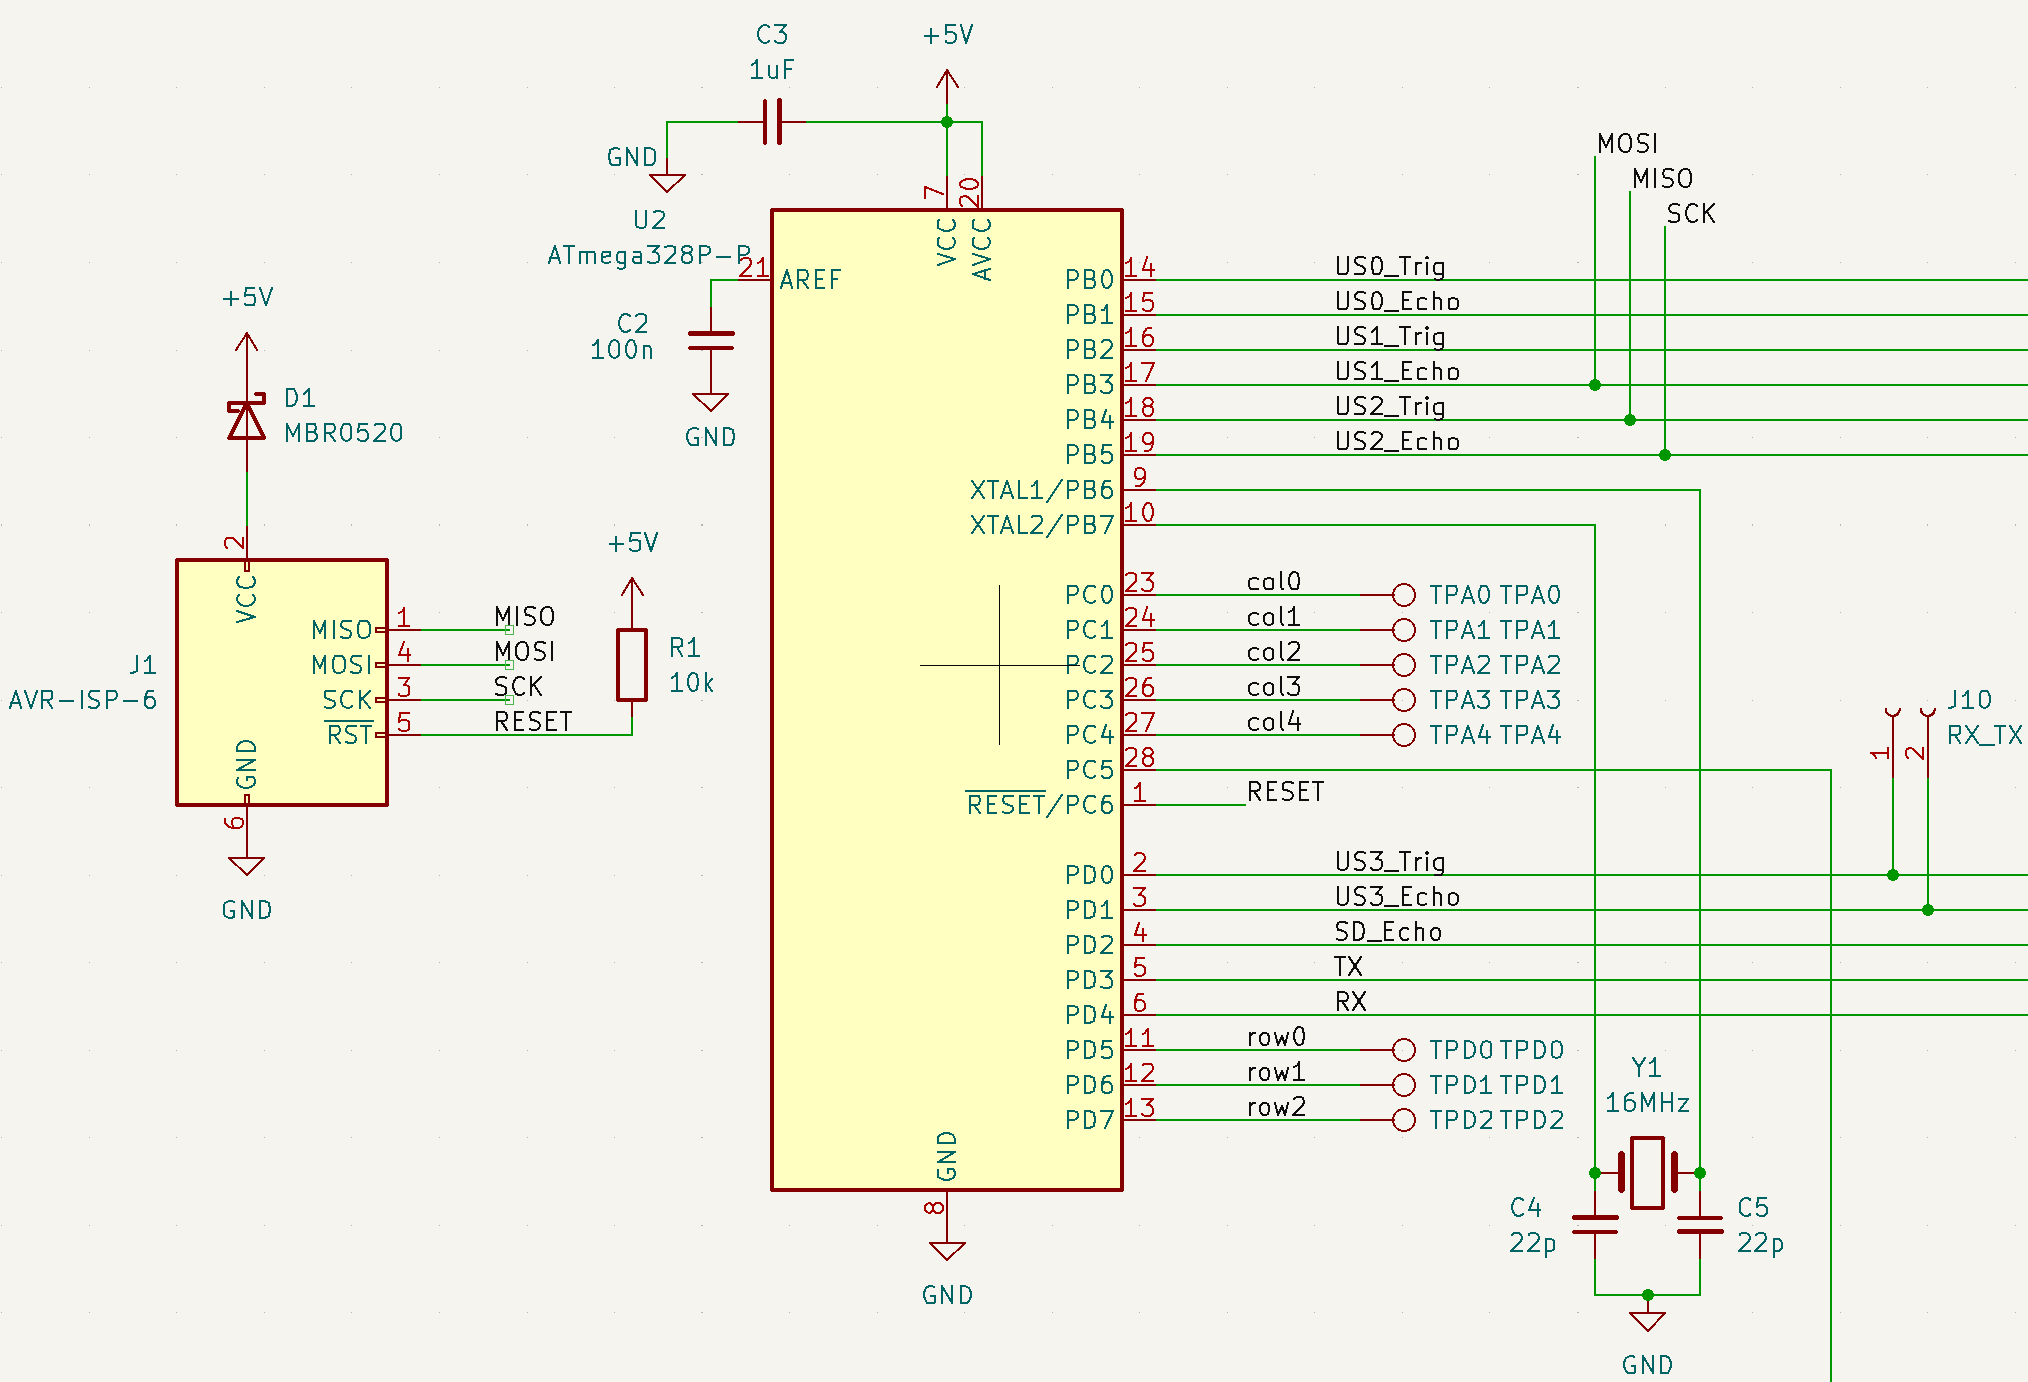 C3
1uF
+5V
GND
7
20
U2
ATmega328P-P
VCC
AVCC
21
AREF
C2
100n
GND
+5V
D1
MBR0520
2
VCC
J1
AVR-ISP-6
MISO
1
MISO
MOSI
4
MOSI
SCK
3
SCK
RST
5
RESET
GND
6
GND
+5V
R1
10k
MOSI
MISO
SCK
PB0 14 US0_Trig
PB1 15 US0_Echo
PB2 16 US1_Trig
PB3 17 US1_Echo
PB4 18 US2_Trig
PB5 19 US2_Echo
XTAL1/PB6 9
XTAL2/PB7 10
PC0 23 cal0 TPA0 TPA0
PC1 24 cal1 TPA1 TPA1
PC2 25 cal2 TPA2 TPA2
PC3 26 cal3 TPA3 TPA3
PC4 27 cal4 TPA4 TPA4
PC5 28
RESET/PC6 1 RESET
PD0 2 US3_Trig
PD1 3 US3_Echo
PD2 4 SD_Echo
PD3 5 TX
PD4 6 RX
PD5 11 row0 TPD0 TPD0
PD6 12 row1 TPD1 TPD1
PD7 13 row2 TPD2 TPD2
GND
8
GND
J10
RX_TX
1
2
Y1
16MHz
C4
22p
C5
22p
GND